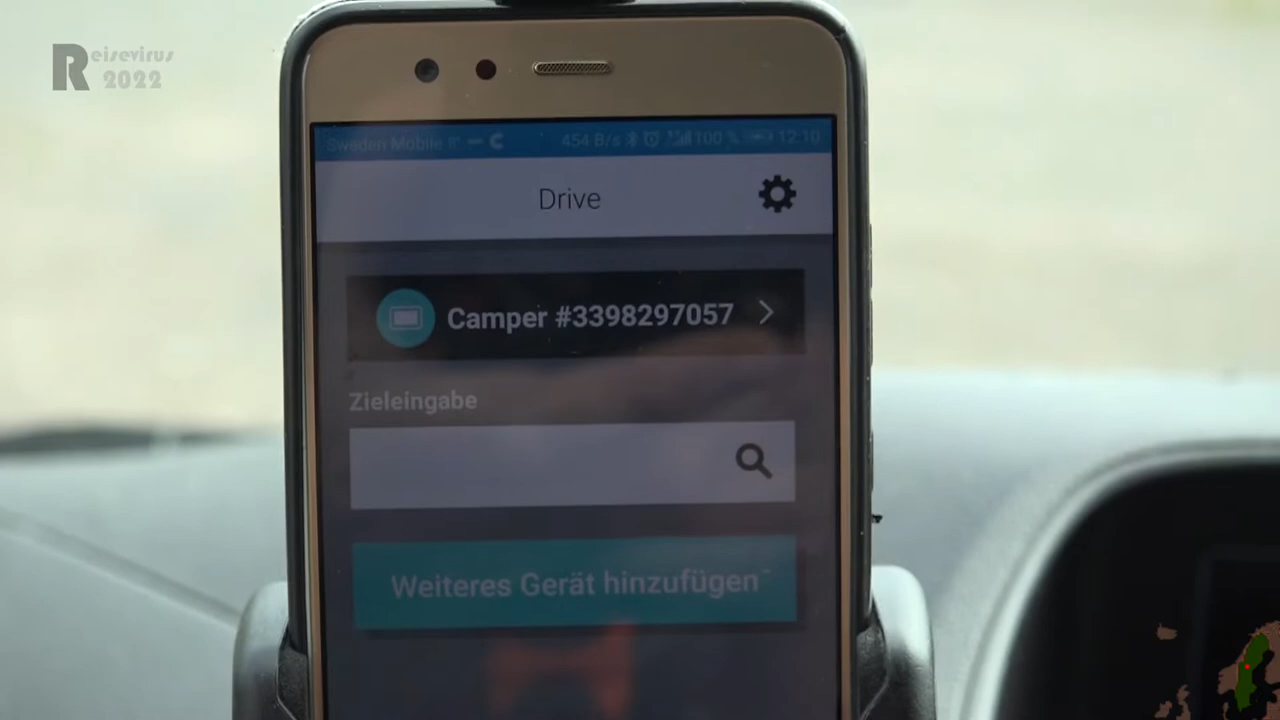 Reisevirus
2022
Sweden Mobile 454 B/s 100 % 12:10
Drive
Camper #3398297057
Zieleingabe
Weiteres Gerät hinzufügen